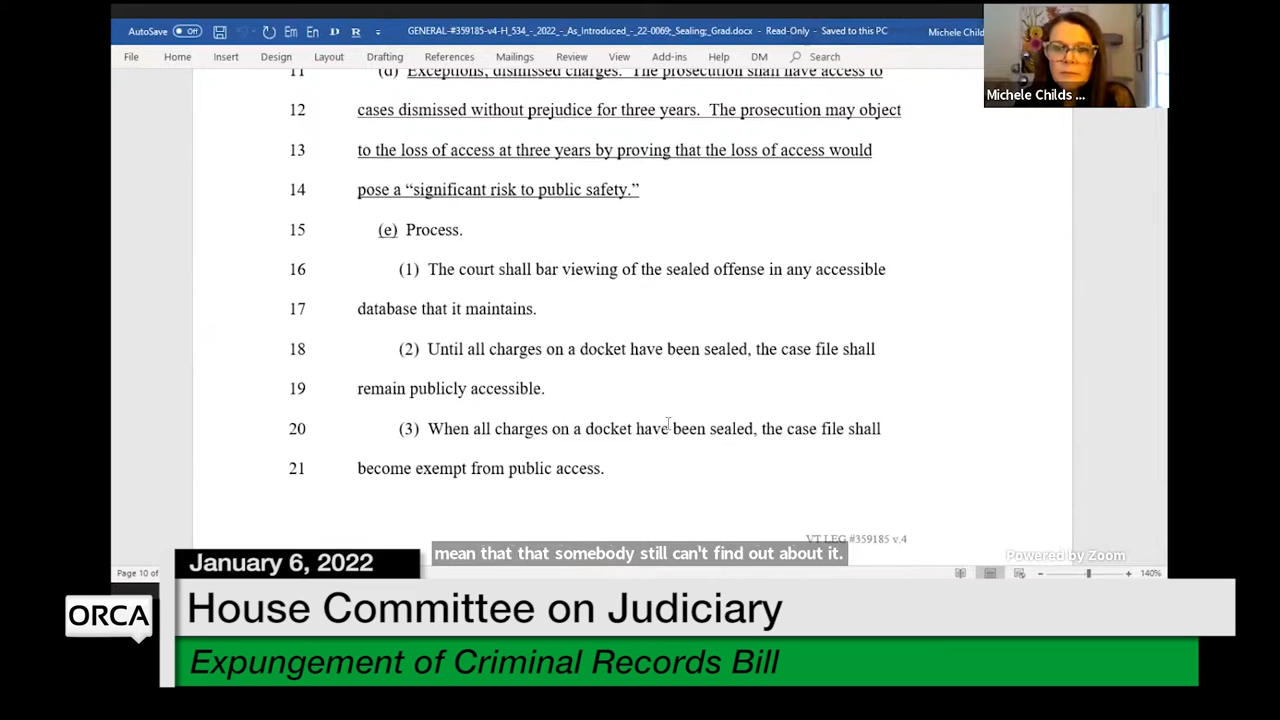 AutoSave Off GENERAL-#359185-v4-H_534_-_2022_-_As_Introduced_-_22-0069;_Sealing;_Grad.docx - Read-Only - Saved to this PC Michele Child
File Home Insert Design Layout Drafting References Mailings Review View Add-ins Help DM Search
Michele Childs ...
11 (d) Exceptions, dismissed charges. The prosecution shall have access to
12 cases dismissed without prejudice for three years. The prosecution may object
13 to the loss of access at three years by proving that the loss of access would
14 pose a “significant risk to public safety.”
15 (e) Process.
16 (1) The court shall bar viewing of the sealed offense in any accessible
17 database that it maintains.
18 (2) Until all charges on a docket have been sealed, the case file shall
19 remain publicly accessible.
20 (3) When all charges on a docket have been sealed, the case file shall
21 become exempt from public access.
VT LEG #359185 v.4
mean that that somebody still can't find out about it.
Powered by Zoom
Page 10 of
140%
January 6, 2022
ORCA
House Committee on Judiciary
Expungement of Criminal Records Bill